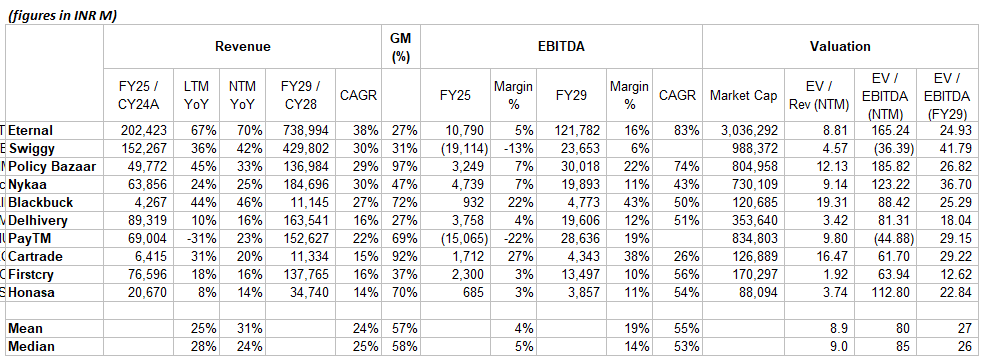 (figures in INR M)
Revenue GM (%) EBITDA Valuation
FY25 / CY24A LTM YoY NTM YoY FY29 / CY28 CAGR FY25 Margin % FY29 Margin % CAGR Market Cap EV / Rev (NTM) EV / EBITDA (NTM) EV / EBITDA (FY29)
Eternal 202,423 67% 70% 738,994 38% 27% 10,790 5% 121,782 16% 83% 3,036,292 8.81 165.24 24.93
Swiggy 152,267 36% 42% 429,802 30% 31% (19,114) -13% 23,653 6% 988,372 4.57 (36.39) 41.79
Policy Bazaar 49,772 45% 33% 136,984 29% 97% 3,249 7% 30,018 22% 74% 804,958 12.13 185.82 26.82
Nykaa 63,856 24% 25% 184,696 30% 47% 4,739 7% 19,893 11% 43% 730,109 9.14 123.22 36.70
Blackbuck 4,267 44% 46% 11,145 27% 72% 932 22% 4,773 43% 50% 120,685 19.31 88.42 25.29
Delhivery 89,319 10% 16% 163,541 16% 27% 3,758 4% 19,606 12% 51% 353,640 3.42 81.31 18.04
PayTM 69,004 -31% 23% 152,627 22% 69% (15,065) -22% 28,636 19% 834,803 9.80 (44.88) 29.15
Cartrade 6,415 31% 20% 11,334 15% 92% 1,712 27% 4,343 38% 26% 126,889 16.47 61.70 29.22
Firstcry 76,596 18% 16% 137,765 16% 37% 2,300 3% 13,497 10% 56% 170,297 1.92 63.94 12.62
Honasa 20,670 8% 14% 34,740 14% 70% 685 3% 3,857 11% 54% 88,094 3.74 112.80 22.84
Mean 25% 31% 24% 57% 4% 19% 55% 8.9 80 27
Median 28% 24% 25% 58% 5% 14% 53% 9.0 85 26